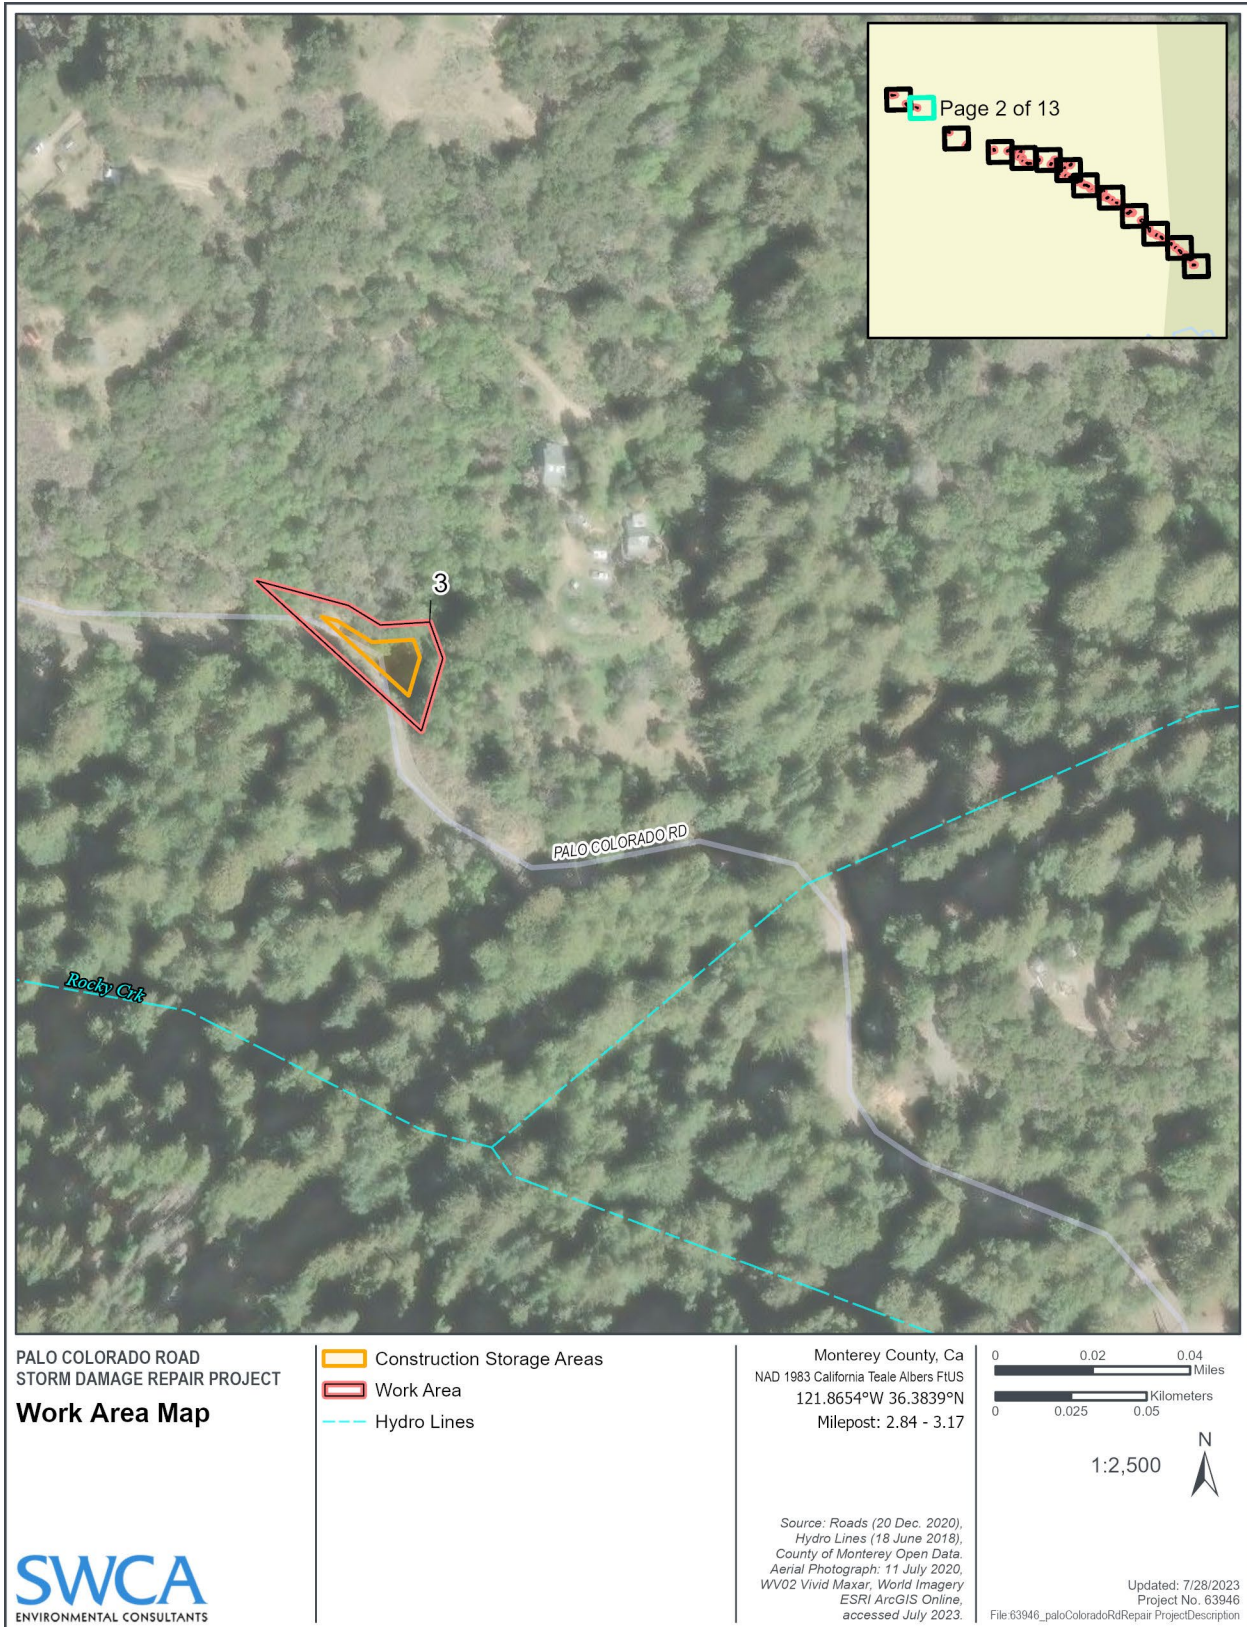 Page 2 of 13
3
PALO COLORADO RD
Rocky Crk
PALO COLORADO ROAD
STORM DAMAGE REPAIR PROJECT
Work Area Map
SWCA
ENVIRONMENTAL CONSULTANTS
Construction Storage Areas
Work Area
Hydro Lines
Monterey County, Ca
NAD 1983 California Teale Albers FtUS
121.8654°W 36.3839°N
Milepost: 2.84 - 3.17
Source: Roads (20 Dec. 2020),
Hydro Lines (18 June 2018),
County of Monterey Open Data.
Aerial Photograph: 11 July 2020,
WV02 Vivid Maxar, World Imagery
ESRI ArcGIS Online,
accessed July 2023.
0 0.02 0.04
Miles
Kilometers
0 0.025 0.05
N
1:2,500
Updated: 7/28/2023
Project No. 63946
File:63946_paloColoradoRdRepair ProjectDescription